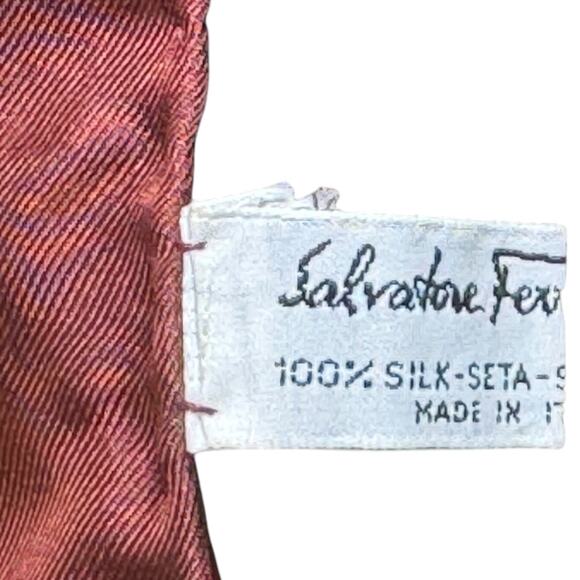 Salvatore Fer
100% SILK-SETA-S
MADE IN IT